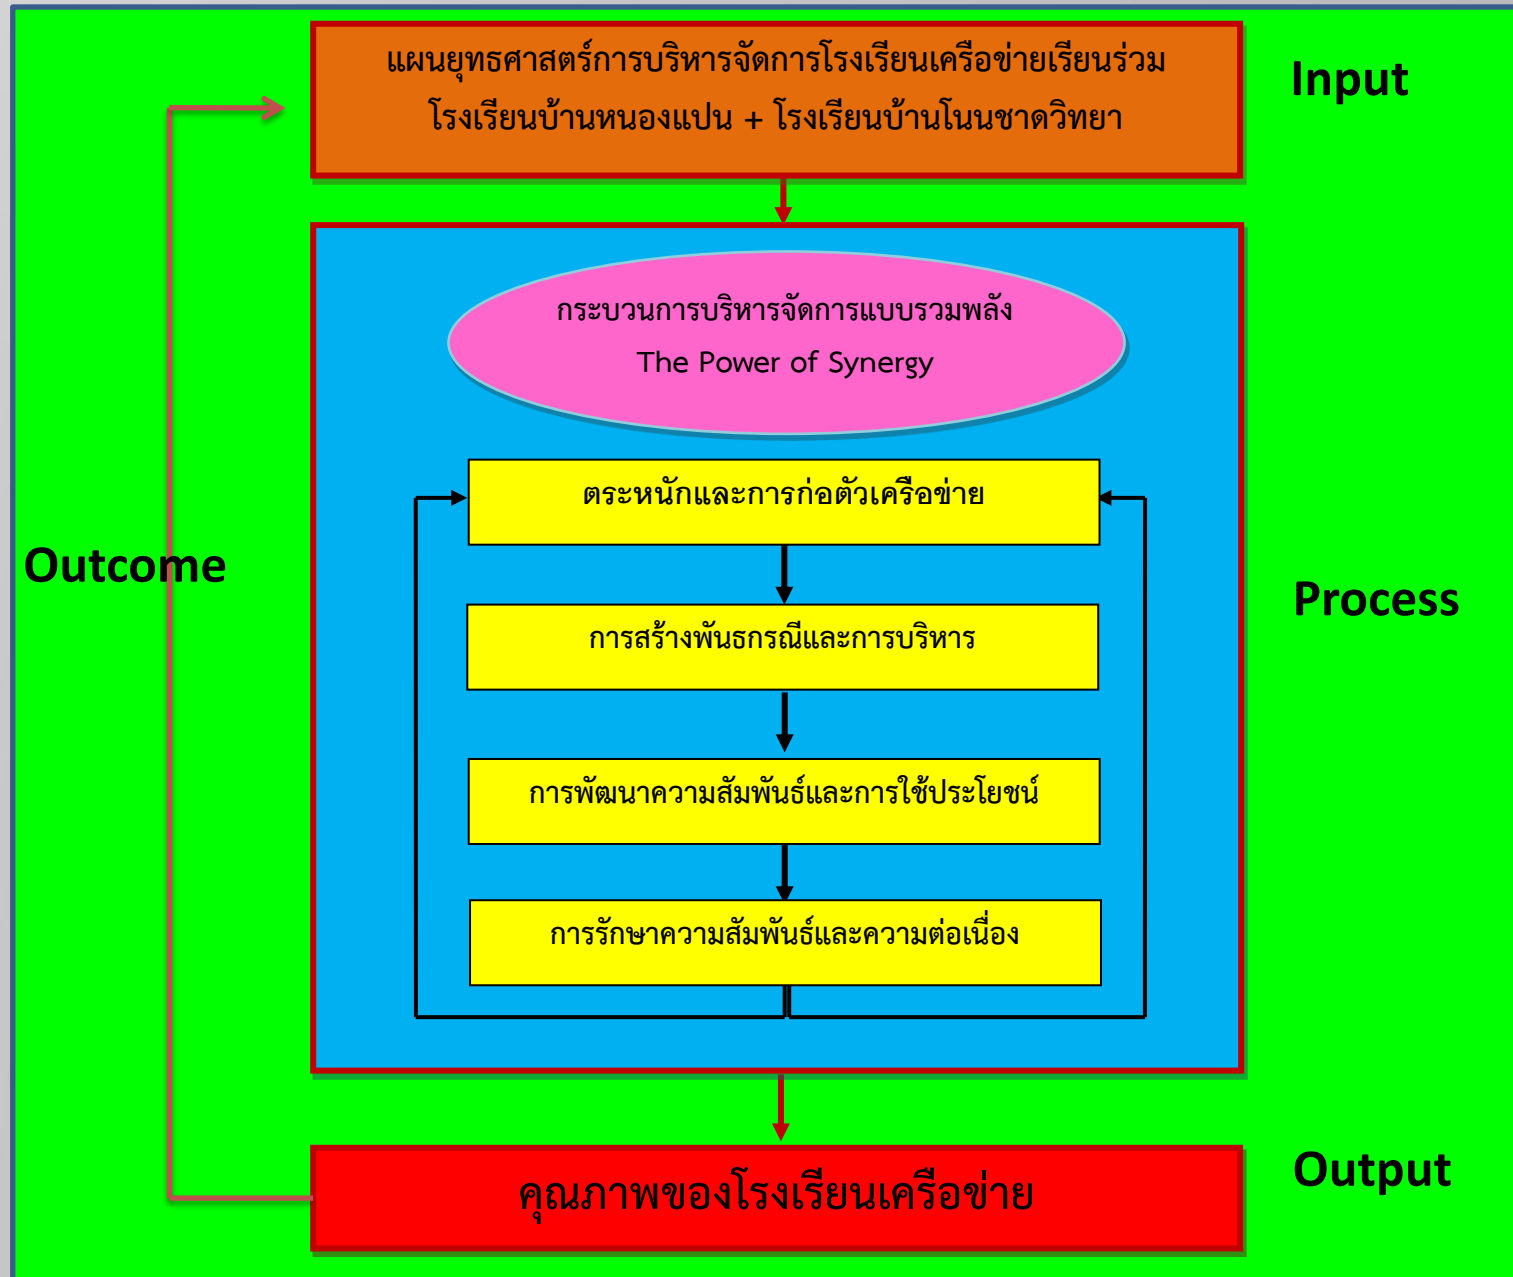 แผนยุทธศาสตร์การบริหารจัดการโรงเรียนเครือข่ายเรียนร่วม
โรงเรียนบ้านหนองแปน + โรงเรียนบ้านโนนชาดวิทยา
Input
กระบวนการบริหารจัดการแบบรวมพลัง
The Power of Synergy
ตระหนักและการก่อตัวเครือข่าย
Outcome
Process
การสร้างพันธกรณีและการบริหาร
การพัฒนาความสัมพันธ์และการใช้ประโยชน์
การรักษาความสัมพันธ์และความต่อเนื่อง
Output
คุณภาพของโรงเรียนเครือข่าย